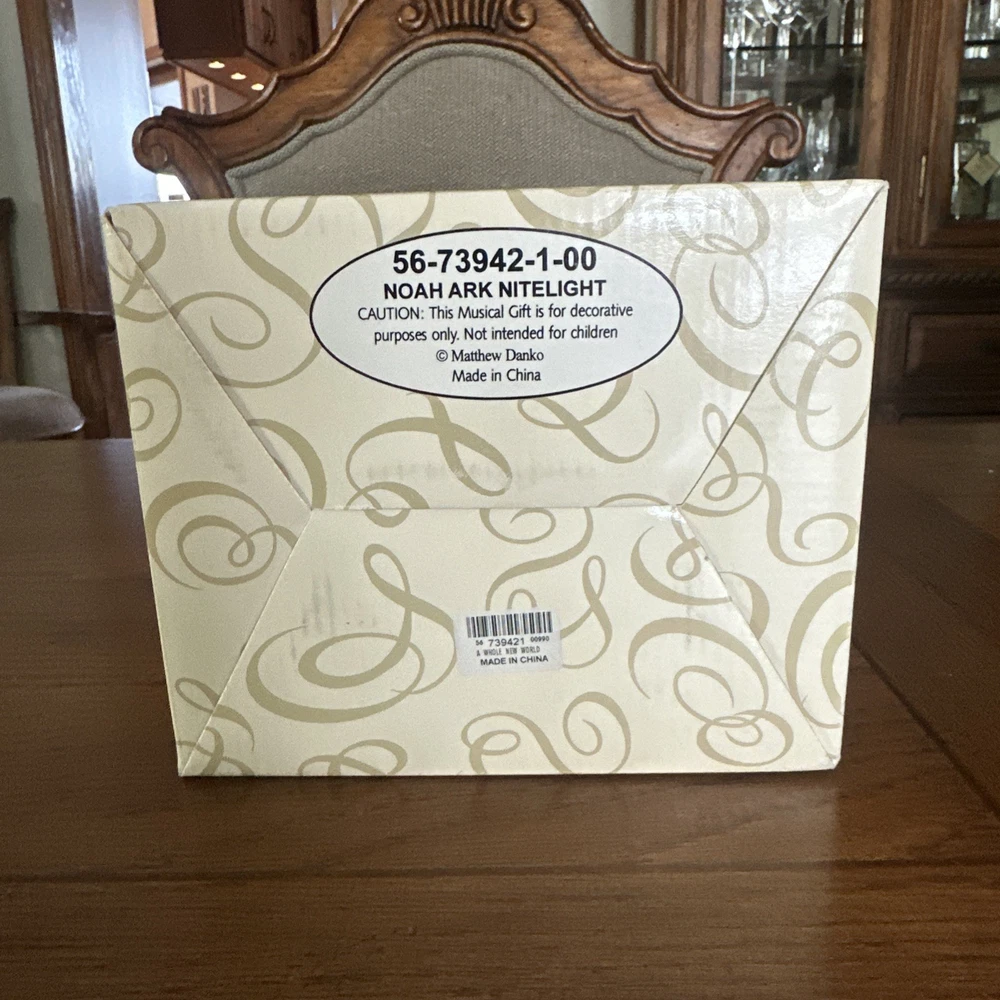 56-73942-1-00
NOAH ARK NITELIGHT
CAUTION: This Musical Gift is for decorative
purposes only. Not intended for children
© Matthew Danko
Made in China
56 739421 00990
A WHOLE NEW WORLD
MADE IN CHINA